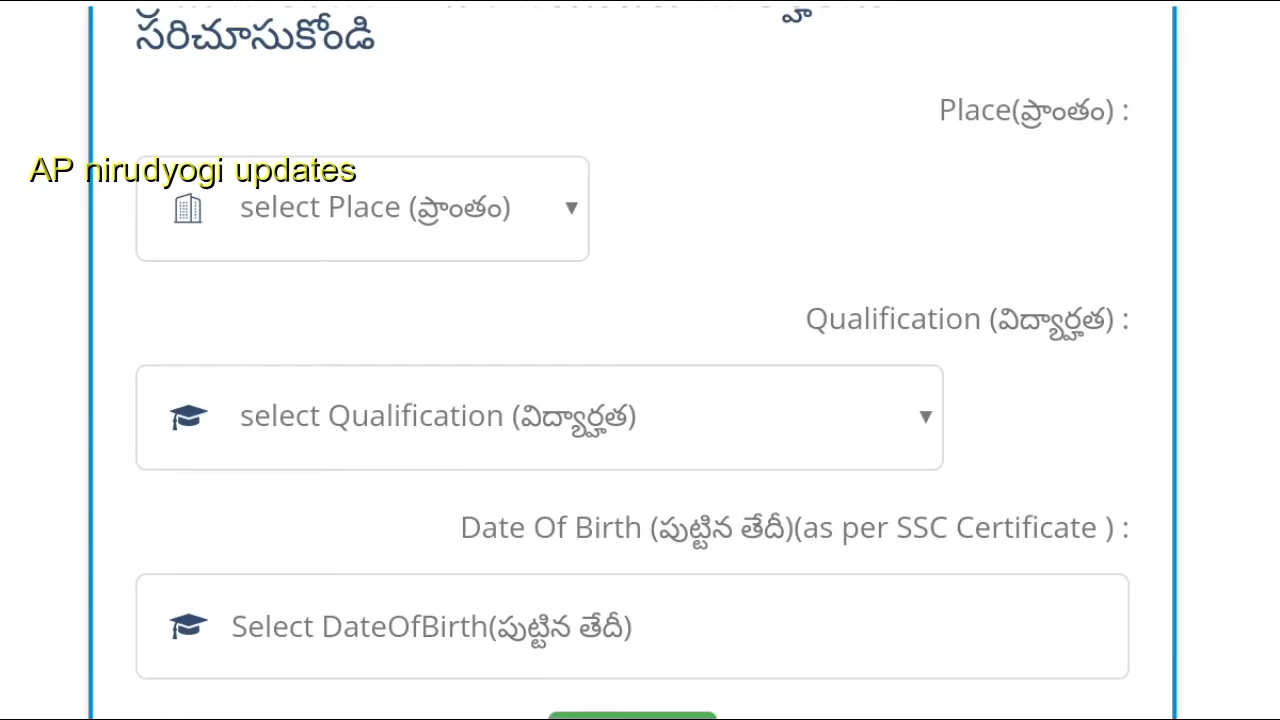 సరిచూసుకోండి
Place(ప్రాంతం) :
AP nirudyogi updates
select Place (ప్రాంతం)
Qualification (విద్యార్హత) :
select Qualification (విద్యార్హత)
Date Of Birth (పుట్టిన తేదీ)(as per SSC Certificate ) :
Select DateOfBirth(పుట్టిన తేదీ)